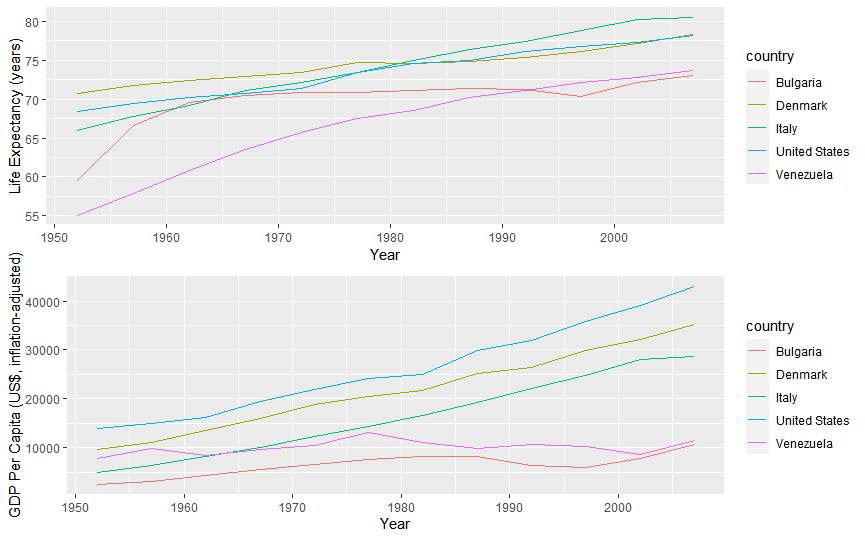 Life Expectancy (years)
80
75
70
65
60
55
1950
1960
1970
1980
1990
2000
Year
country
Bulgaria
Denmark
Italy
United States
Venezuela
GDP Per Capita (US$, inflation-adjusted)
40000
30000
20000
10000
1950
1960
1970
1980
1990
2000
Year
country
Bulgaria
Denmark
Italy
United States
Venezuela